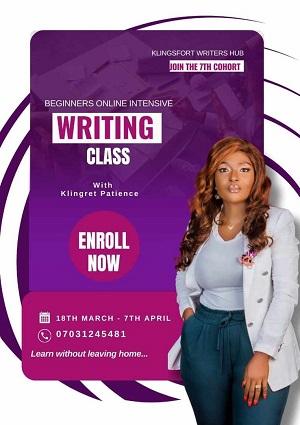 KLINGSFORT WRITERS HUB
JOIN THE 7TH COHORT
BEGINNERS ONLINE INTENSIVE
WRITING
CLASS
With
Klingret Patience
ENROLL
NOW
18TH MARCH - 7TH APRIL
07031245481
Learn without leaving home...